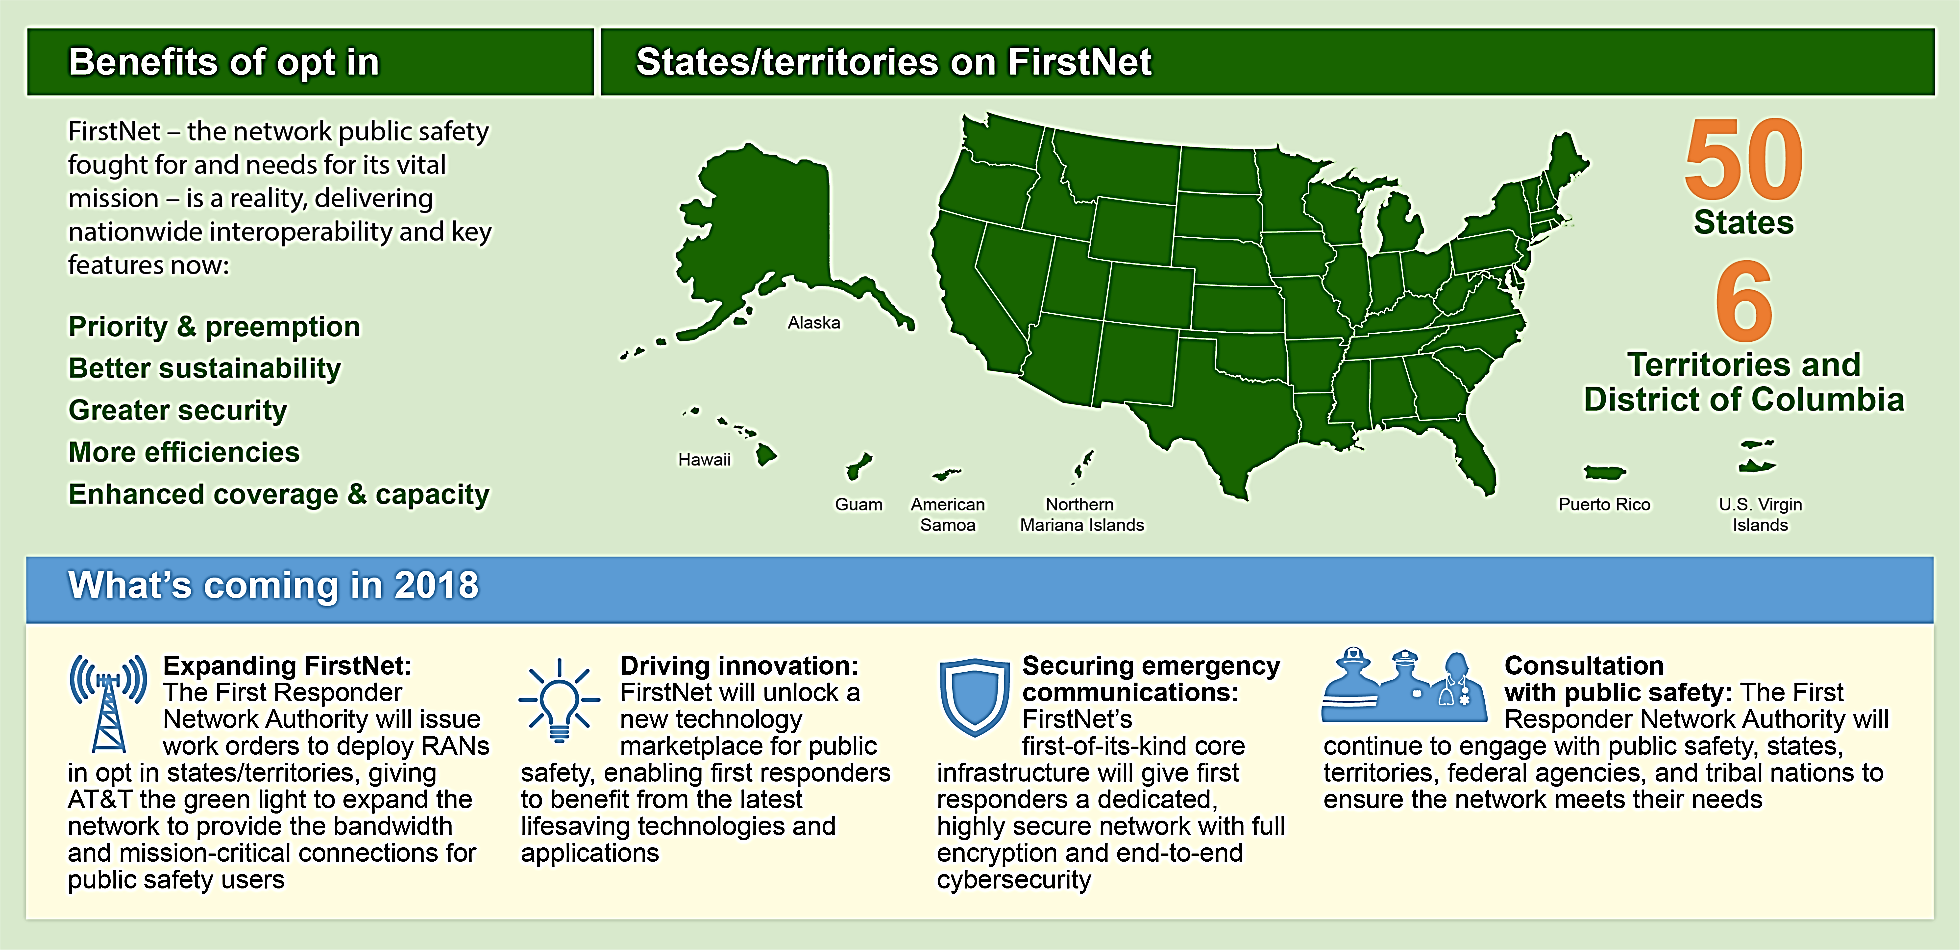 Benefits of opt in
FirstNet – the network public safety
fought for and needs for its vital
mission – is a reality, delivering
nationwide interoperability and key
features now:
Priority & preemption
Better sustainability
Greater security
More efficiencies
Enhanced coverage & capacity
States/territories on FirstNet
Alaska
Hawaii
Guam
American
Samoa
Northern
Mariana Islands
50
States
6
Territories and
District of Columbia
Puerto Rico
U.S. Virgin
Islands
What’s coming in 2018
Expanding FirstNet:
The First Responder
Network Authority will issue
work orders to deploy RANs
in opt in states/territories, giving
AT&T the green light to expand the
network to provide the bandwidth
and mission-critical connections for
public safety users
Driving innovation:
FirstNet will unlock a
new technology
marketplace for public
safety, enabling first responders
to benefit from the latest
lifesaving technologies and
applications
Securing emergency
communications:
FirstNet’s
first-of-its-kind core
infrastructure will give first
responders a dedicated,
highly secure network with full
encryption and end-to-end
cybersecurity
Consultation
with public safety: The First
Responder Network Authority will
continue to engage with public safety, states,
territories, federal agencies, and tribal nations to
ensure the network meets their needs